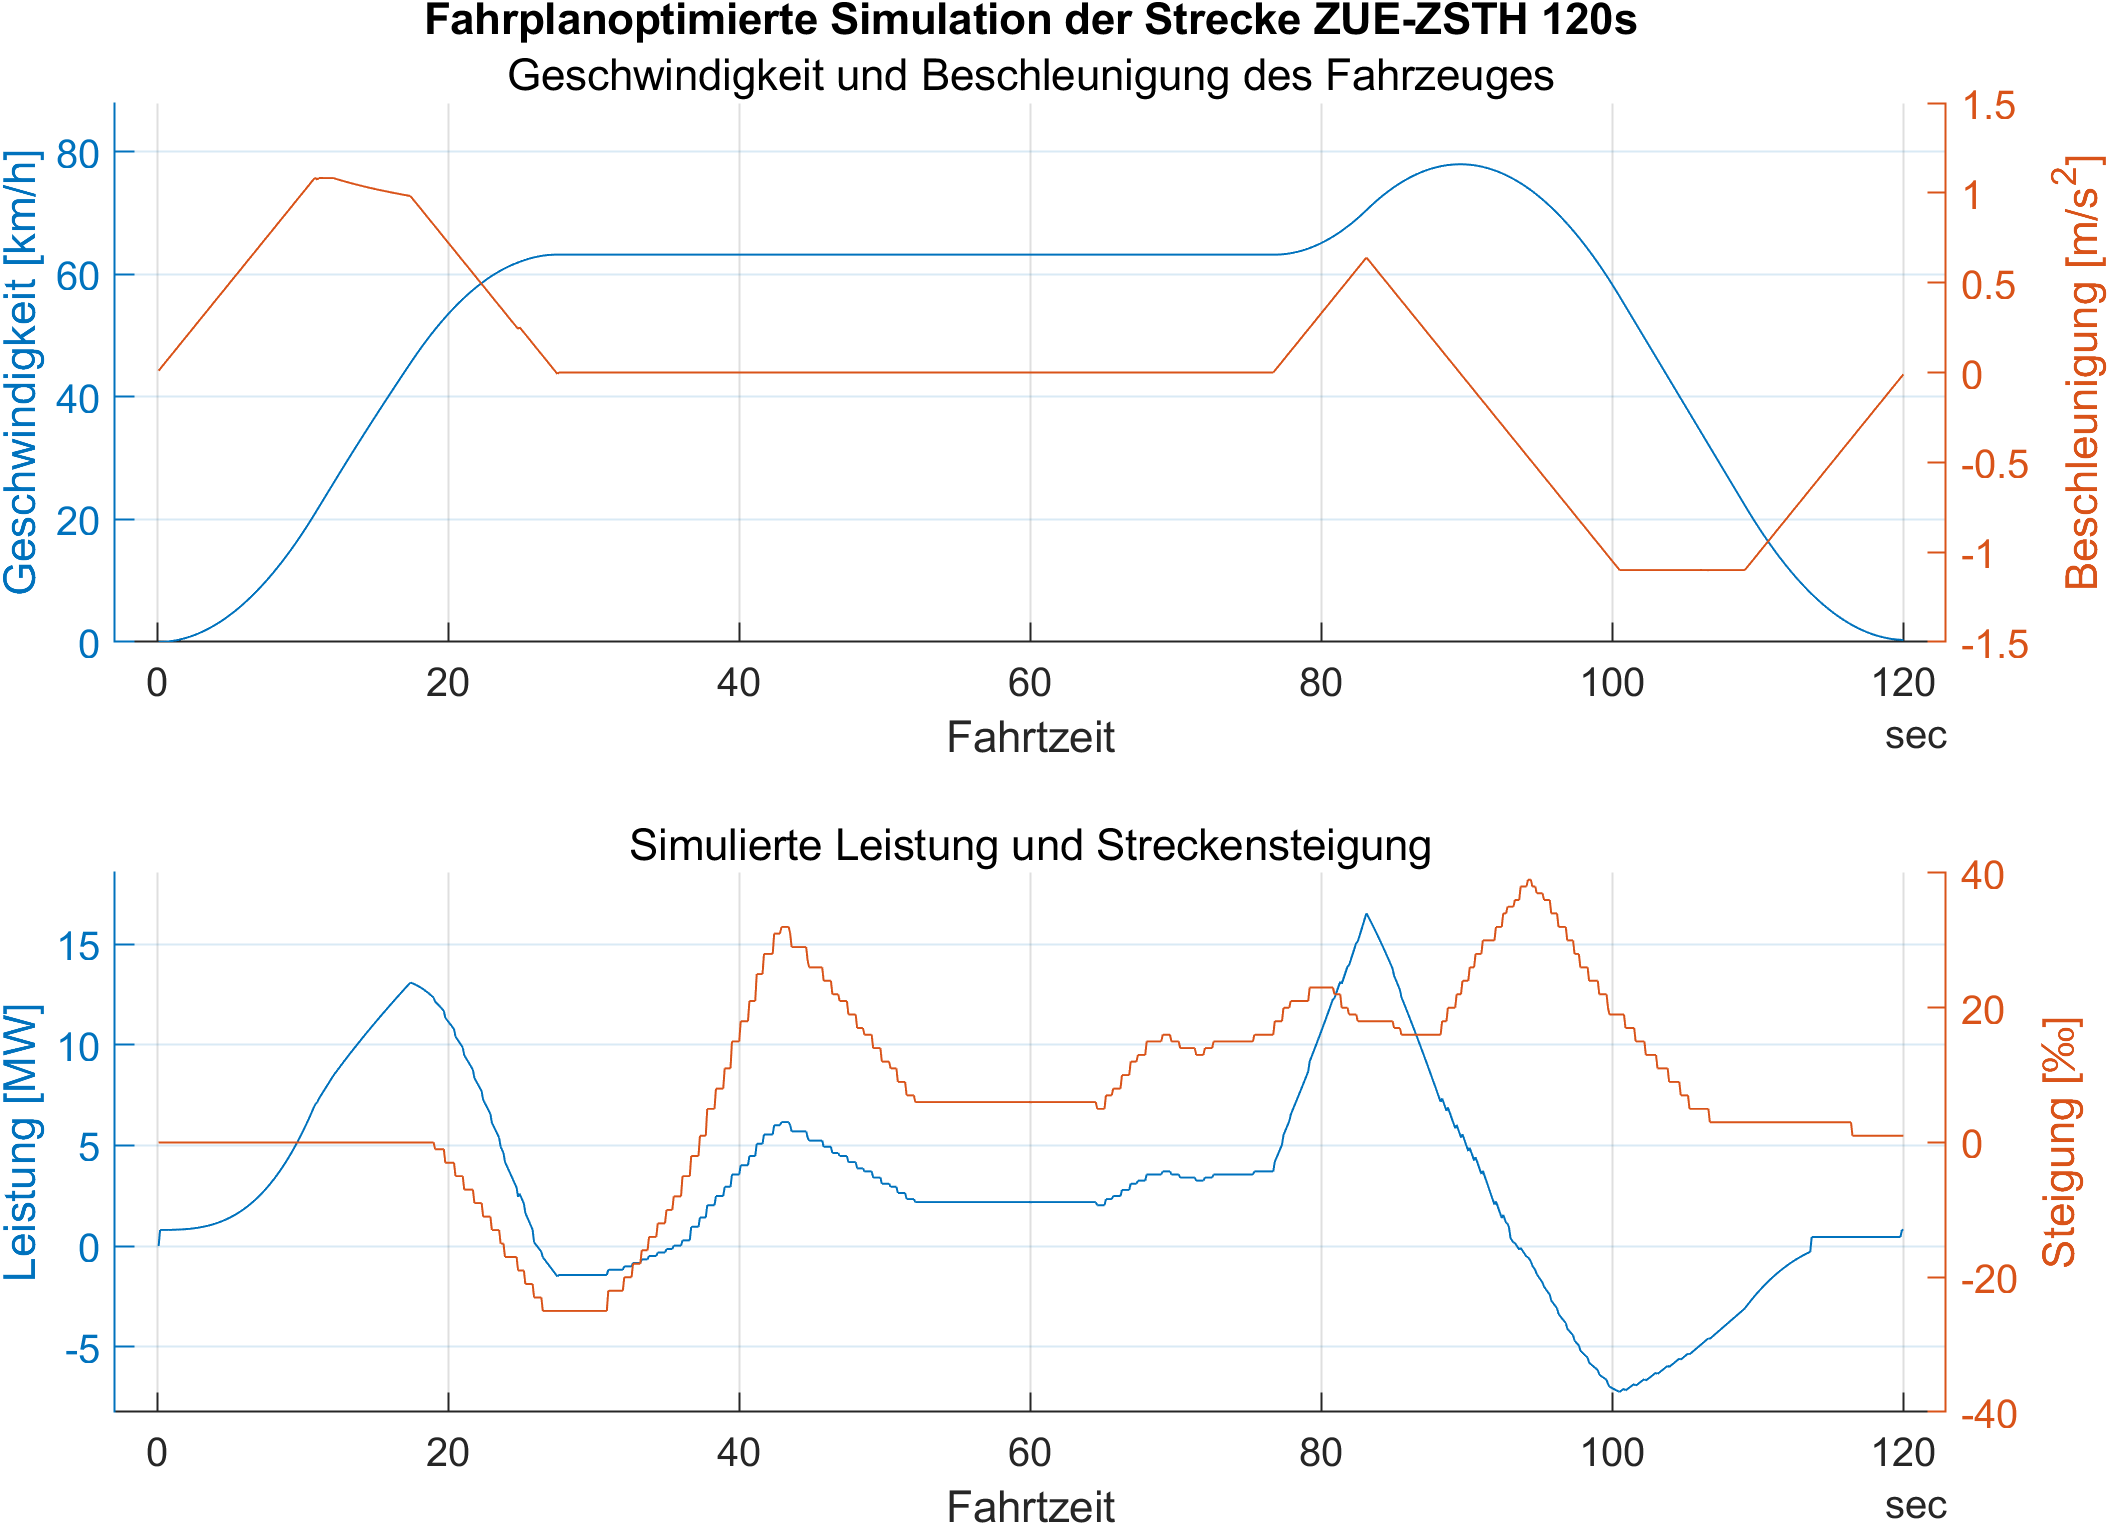 Fahrplanoptimierte Simulation der Strecke ZUE-ZSTH 120s
Geschwindigkeit und Beschleunigung des Fahrzeuges
Geschwindigkeit [km/h]
80
60
40
20
0
1.5
1
0.5
0
-0.5
-1
-1.5
Beschleunigung [m/s²]
0 20 40 60 80 100 120
Fahrtzeit
sec
Simulierte Leistung und Streckensteigung
Leistung [MW]
15
10
5
0
-5
40
20
0
-20
-40
Steigung [‰]
0 20 40 60 80 100 120
Fahrtzeit
sec